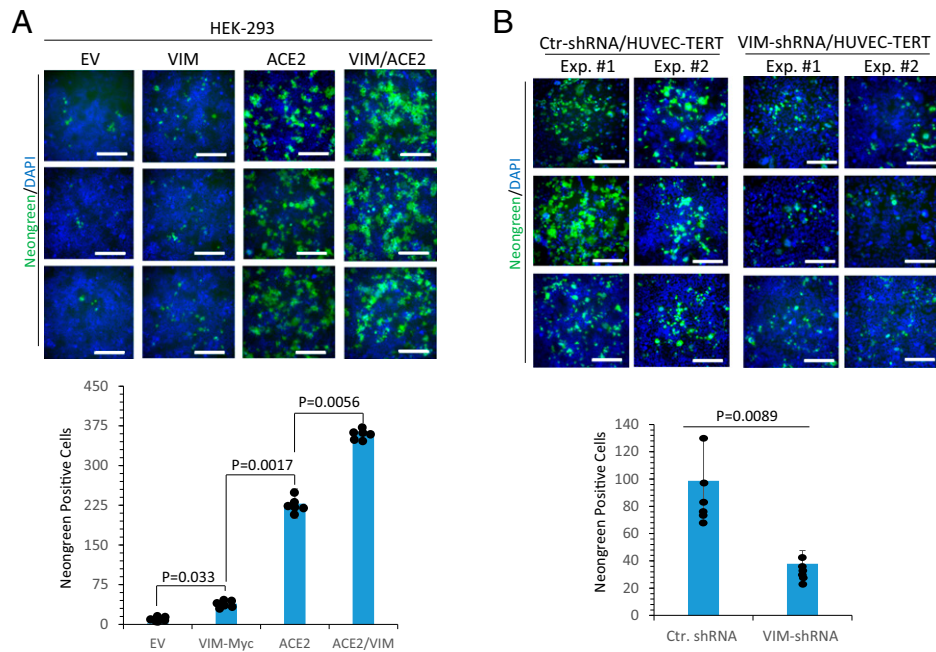 A
HEK-293
EV VIM ACE2 VIM/ACE2
Neongreen/DAPI
450
375
300
225
150
75
0
Neongreen Positive Cells
P=0.033
P=0.0017
P=0.0056
EV VIM-Myc ACE2 ACE2/VIM
B
Ctr-shRNA/HUVEC-TERT VIM-shRNA/HUVEC-TERT
Exp. #1 Exp. #2 Exp. #1 Exp. #2
Neongreen/DAPI
140
120
100
80
60
40
20
0
Neongreen Positive Cells
P=0.0089
Ctr. shRNA VIM-shRNA